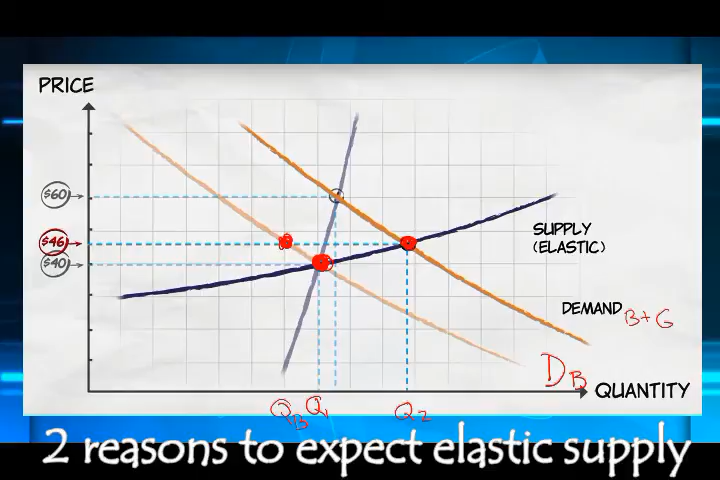 PRICE
$60
$46
$40
SUPPLY
(ELASTIC)
DEMAND B+G
DB
QUANTITY
QB Q1 Q2
2 reasons to expect elastic supply